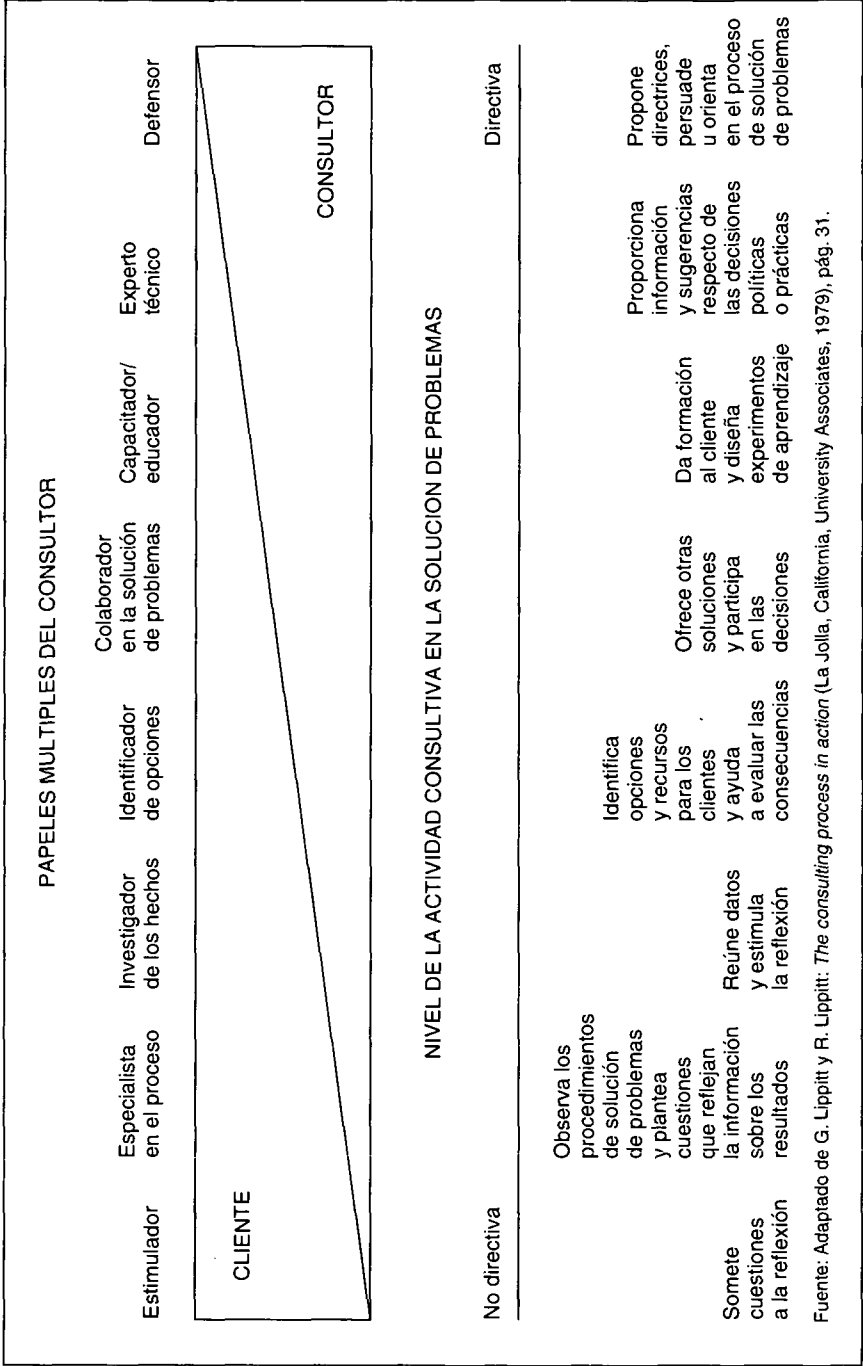 PAPELES MULTIPLES DEL CONSULTOR
Estimulador
Especialista
en el proceso
Investigador
de los hechos
Identificador
de opciones
Colaborador
en la solución
de problemas
Capacitador/
educador
Experto
técnico
Defensor
CLIENTE
CONSULTOR
NIVEL DE LA ACTIVIDAD CONSULTIVA EN LA SOLUCION DE PROBLEMAS
No directiva
Directiva
Somete
cuestiones
a la reflexión
Observa los
procedimientos
de solución
de problemas
y plantea
cuestiones
que reflejan
la información
sobre los
resultados
Reúne datos
y estimula
la reflexión
Identifica
opciones
y recursos
para los
clientes
y ayuda
a evaluar las
consecuencias
Ofrece otras
soluciones
y participa
en las
decisiones
Da formación
al cliente
y diseña
experimentos
de aprendizaje
Proporciona
información
y sugerencias
respecto de
las decisiones
políticas
o prácticas
Propone
directrices,
persuade
u orienta
en el proceso
de solución
de problemas
Fuente: Adaptado de G. Lippitt y R. Lippitt: The consulting process in action (La Jolla, California, University Associates, 1979), pág. 31.